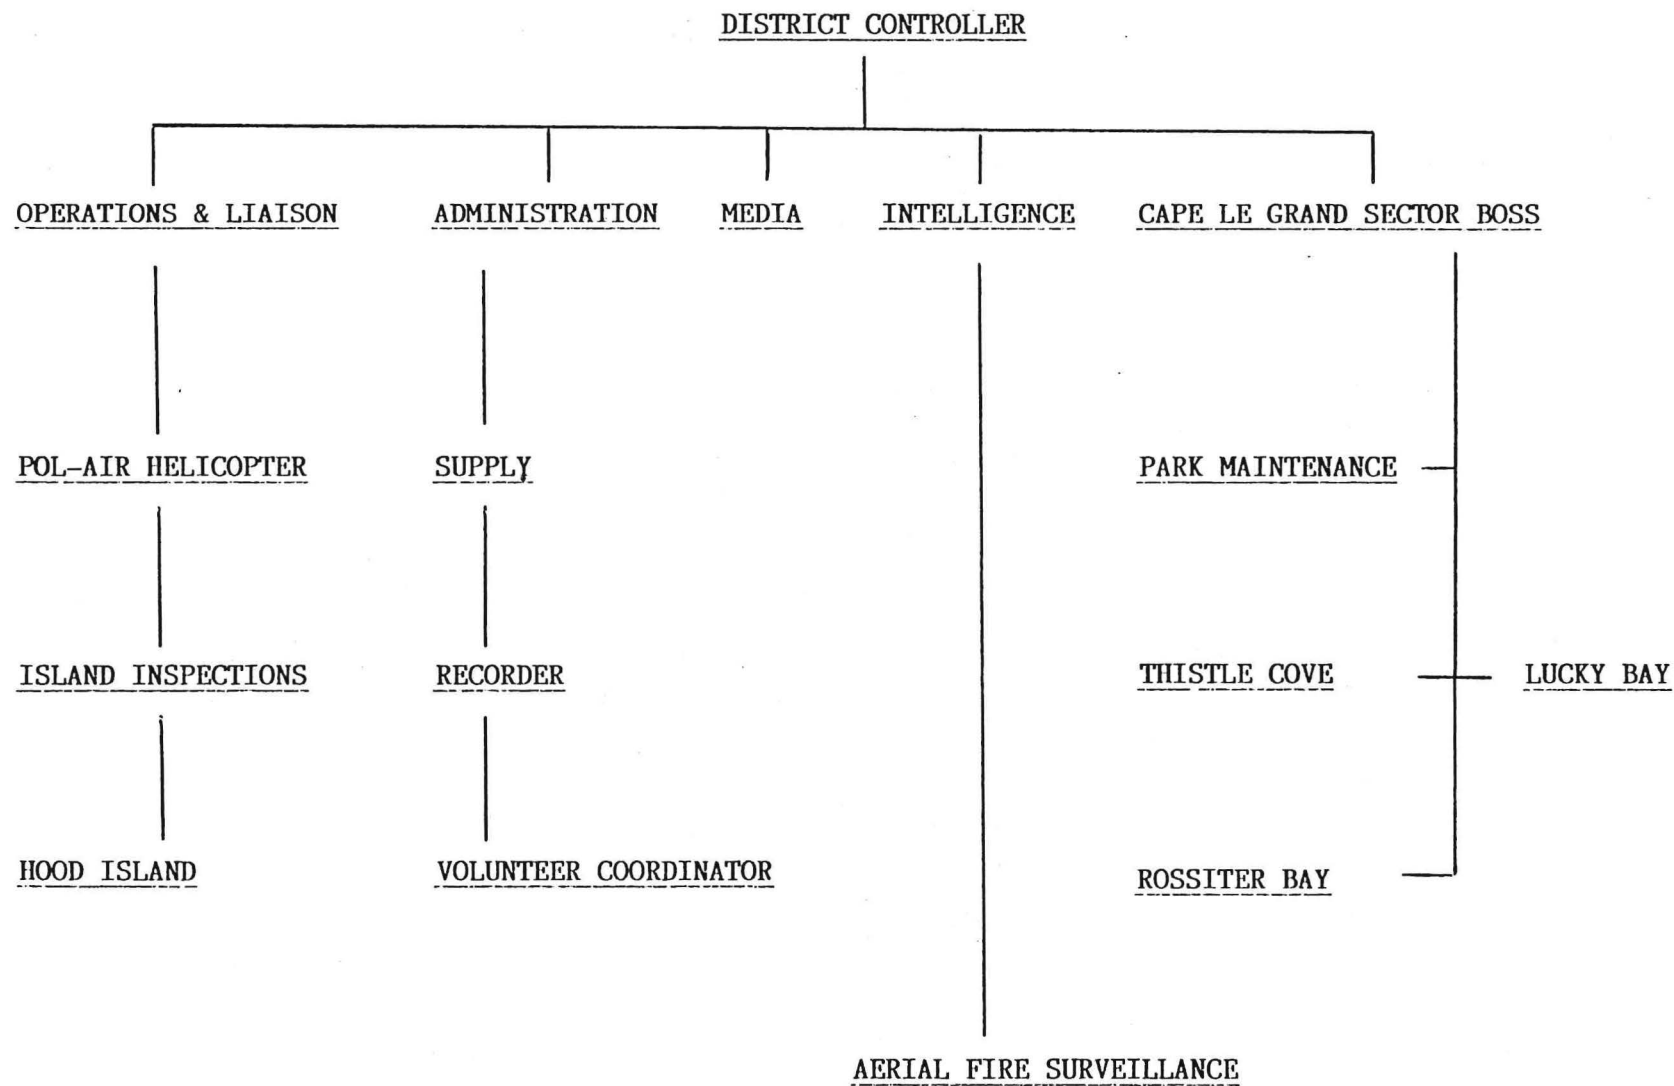 DISTRICT CONTROLLER
OPERATIONS & LIAISON ADMINISTRATION MEDIA INTELLIGENCE CAPE LE GRAND SECTOR BOSS
POL-AIR HELICOPTER SUPPLY PARK MAINTENANCE
ISLAND INSPECTIONS RECORDER THISTLE COVE LUCKY BAY
HOOD ISLAND VOLUNTEER COORDINATOR ROSSITER BAY
AERIAL FIRE SURVEILLANCE